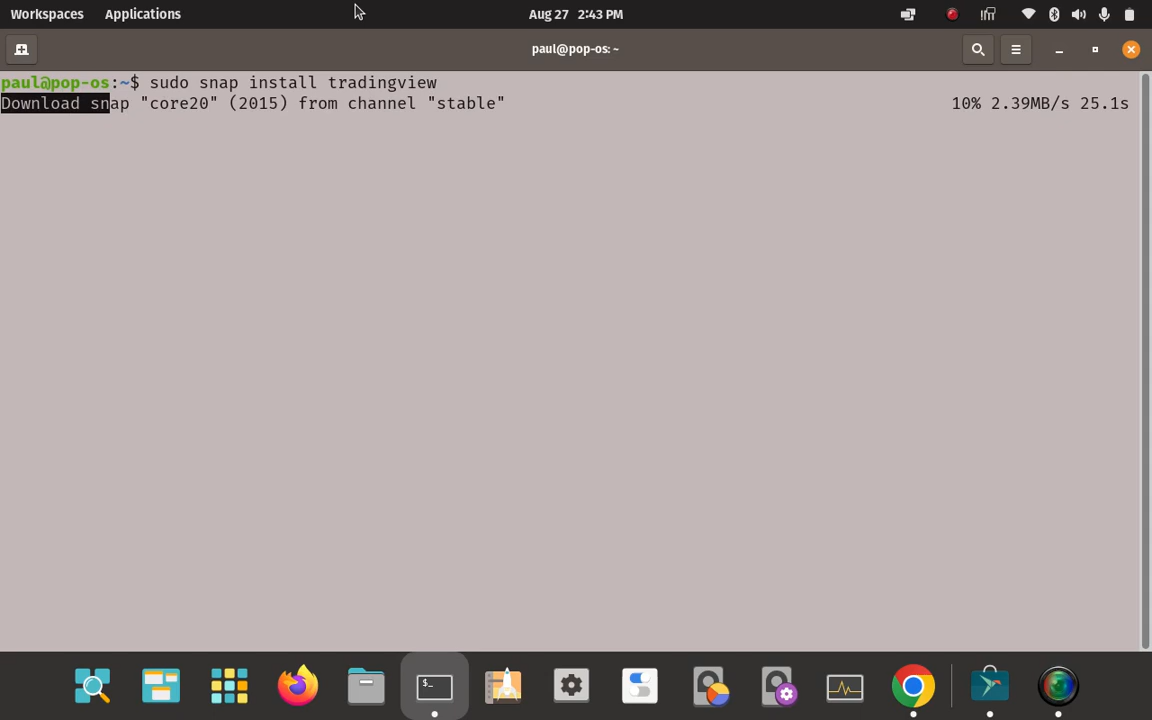 Workspaces Applications Aug 27 2:43 PM
paul@pop-os: ~
paul@pop-os:~$ sudo snap install tradingview
Download snap "core20" (2015) from channel "stable" 10% 2.39MB/s 25.1s
$_